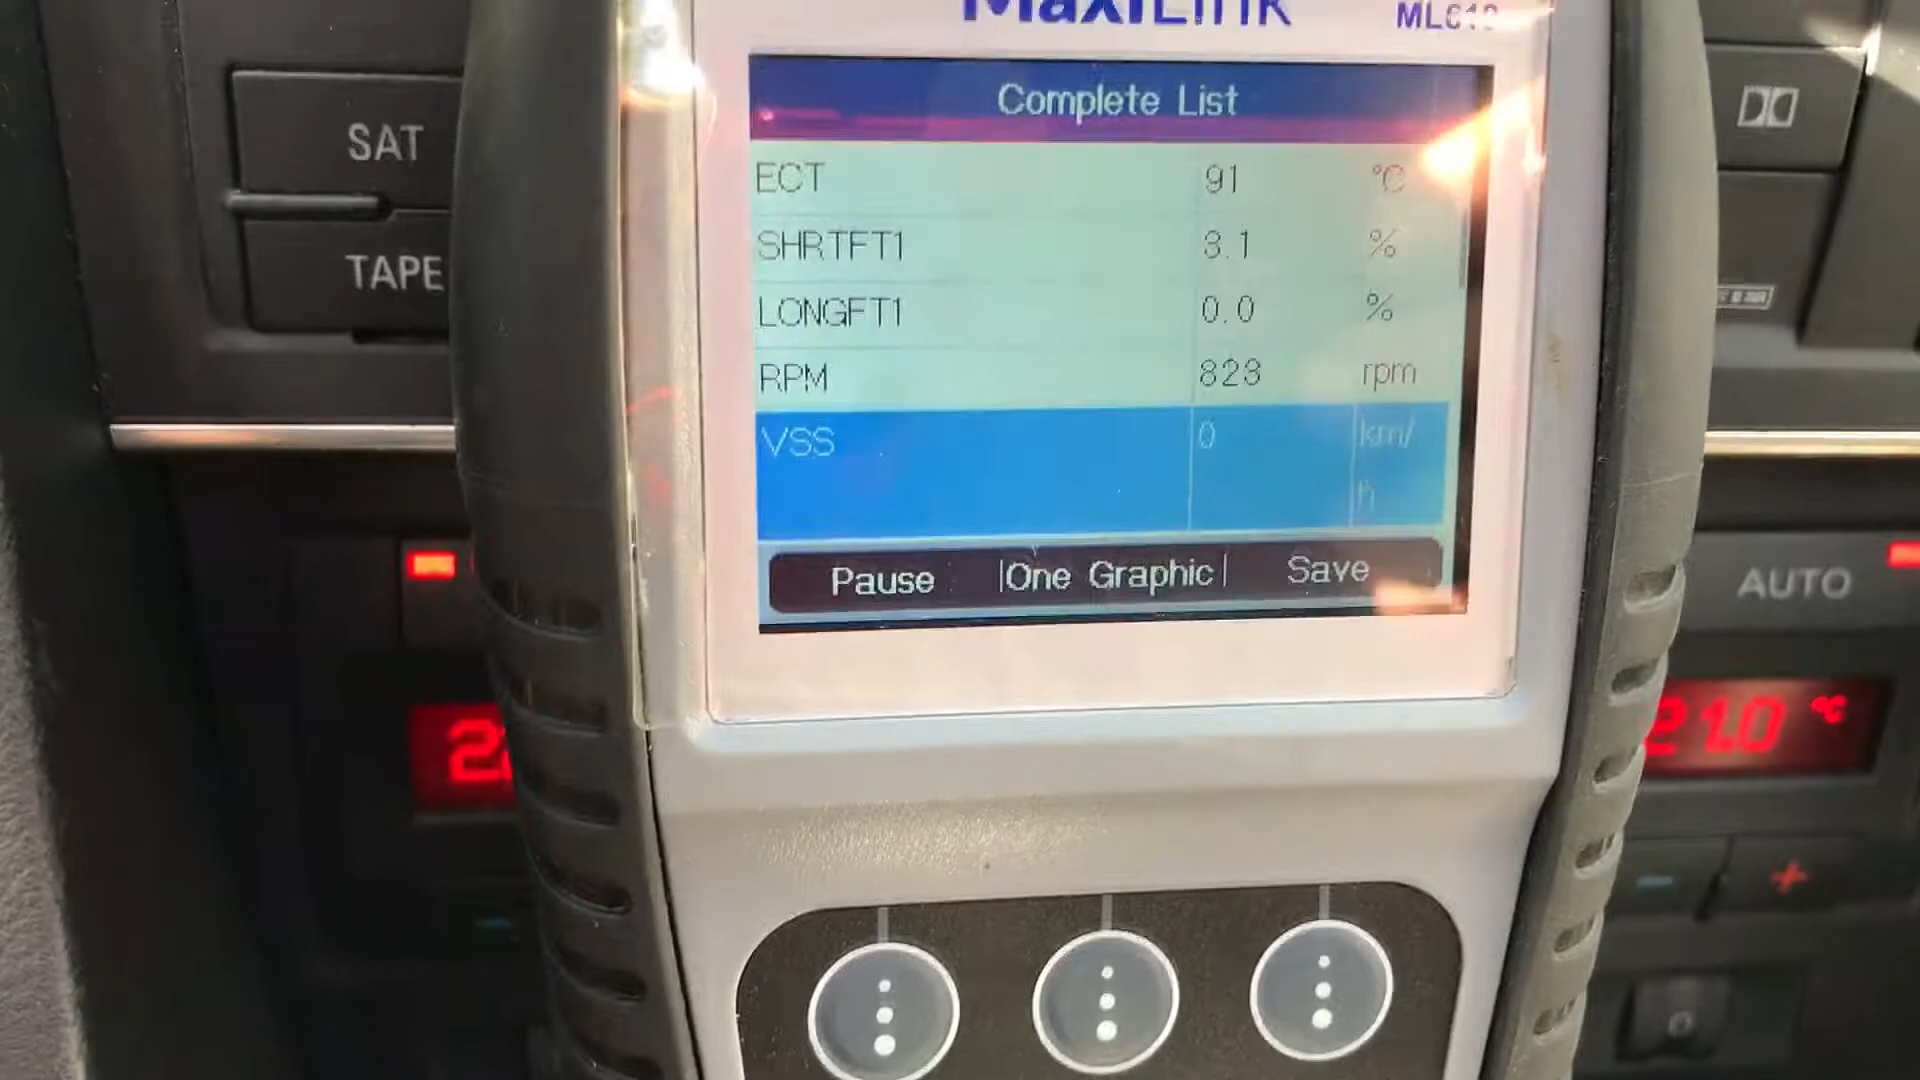 MaxiLink
SAT
TAPE
Complete List
ECT 91 °C
SHRTFT1 3.1 %
LONGFT1 0.0 %
RPM 823 rpm
VSS 0 km/
h
Pause One Graphic Save
AUTO
21.0 °C